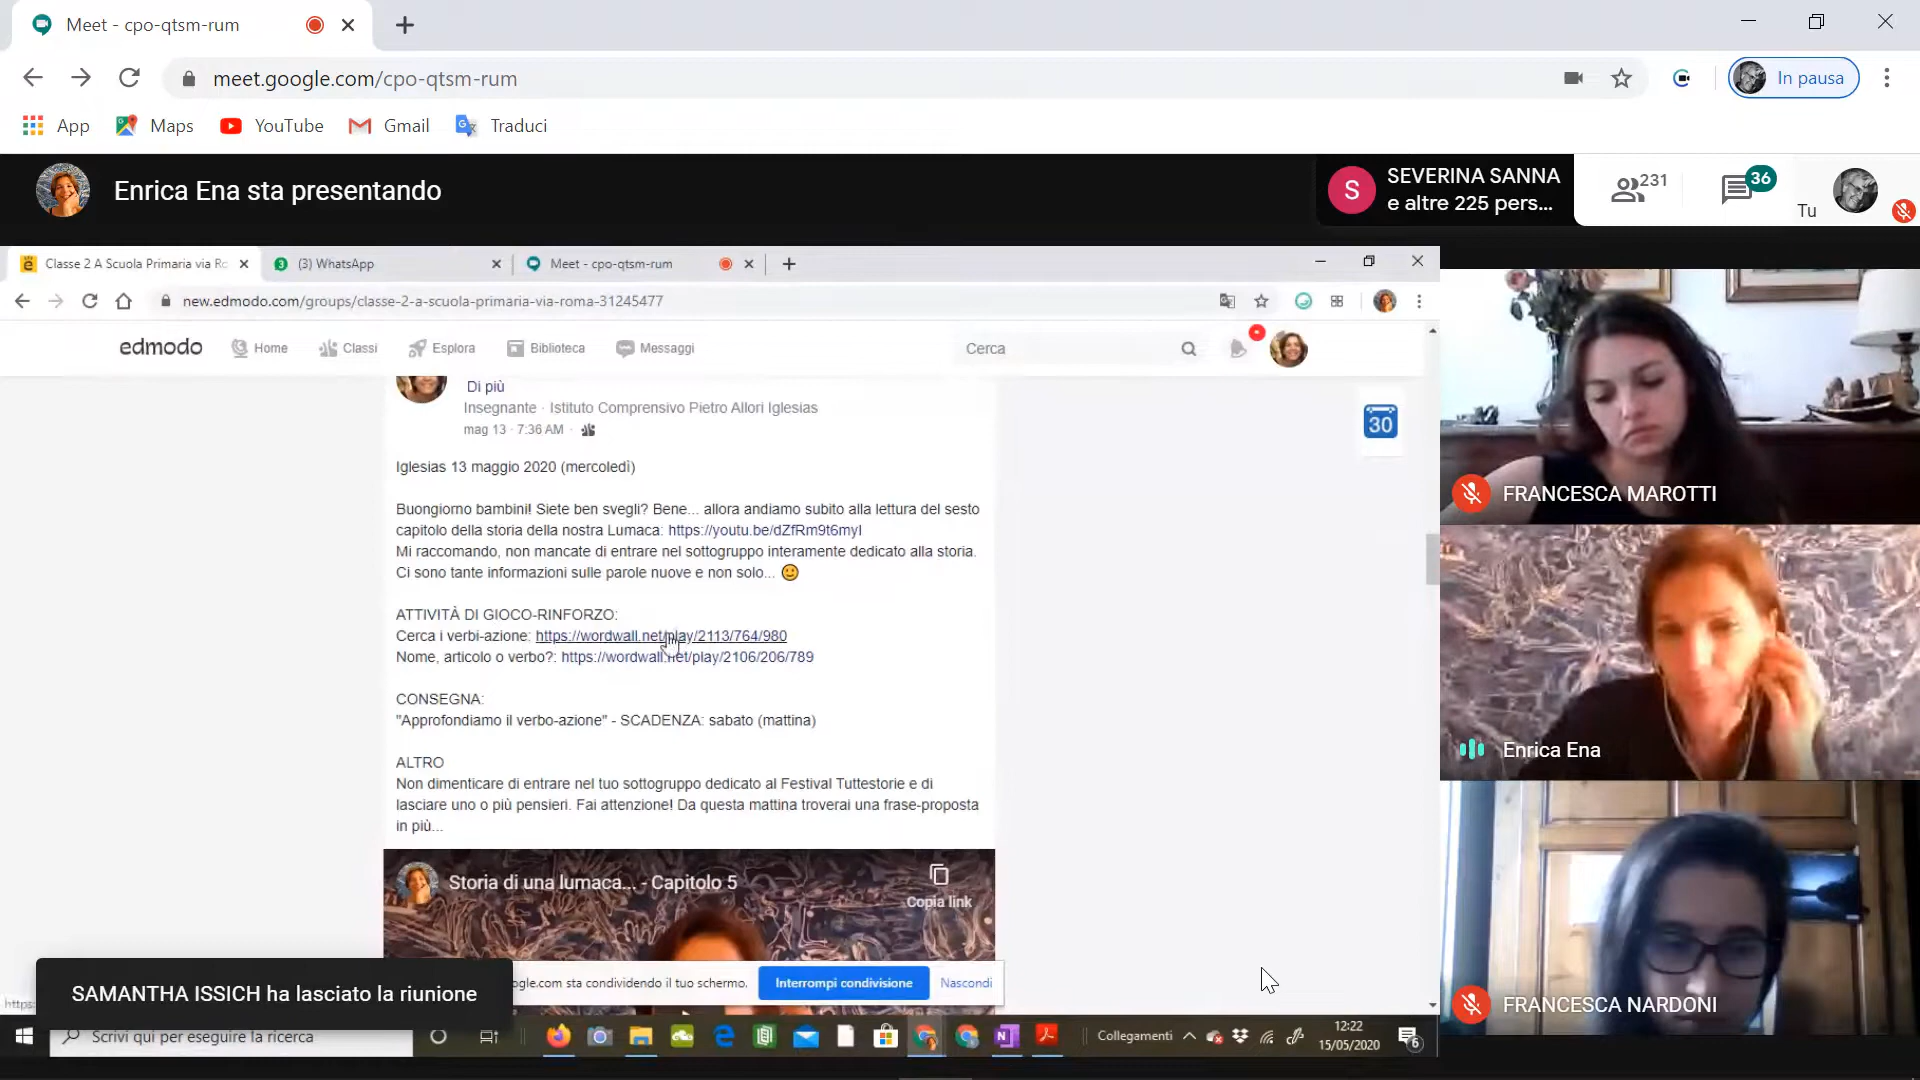 Meet - cpo-qtsm-rum
meet.google.com/cpo-qtsm-rum
In pausa
App
Maps
YouTube
Gmail
Traduci
Enrica Ena sta presentando
S
SEVERINA SANNA
e altre 225 pers...
231
36
Tu
Classe 2 A Scuola Primaria via Ro
(3) WhatsApp
Meet - cpo-qtsm-rum
new.edmodo.com/groups/classe-2-a-scuola-primaria-via-roma-31245477
edmodo
Home
Classi
Esplora
Biblioteca
Messaggi
Cerca
Di più
Insegnante · Istituto Comprensivo Pietro Allori Iglesias
mag 13 · 7:36 AM ·
30
Iglesias 13 maggio 2020 (mercoledì)
Buongiorno bambini! Siete ben svegli? Bene... allora andiamo subito alla lettura del sesto
capitolo della storia della nostra Lumaca: https://youtu.be/dZfRm9t6myI
Mi raccomando, non mancate di entrare nel sottogruppo interamente dedicato alla storia.
Ci sono tante informazioni sulle parole nuove e non solo...
ATTIVITÀ DI GIOCO-RINFORZO:
Cerca i verbi-azione: https://wordwall.net/play/2113/764/980
Nome, articolo o verbo?: https://wordwall.net/play/2106/206/789
CONSEGNA:
"Approfondiamo il verbo-azione" - SCADENZA: sabato (mattina)
ALTRO
Non dimenticare di entrare nel tuo sottogruppo dedicato al Festival Tuttestorie e di
lasciare uno o più pensieri. Fai attenzione! Da questa mattina troverai una frase-proposta
in più...
Storia di una lumaca... - Capitolo 5
Copia link
ogle.com sta condividendo il tuo schermo.
Interrompi condivisione
Nascondi
SAMANTHA ISSICH ha lasciato la riunione
https:
Scrivi qui per eseguire la ricerca
Collegamenti
12:22
15/05/2020
6
FRANCESCA MAROTTI
Enrica Ena
FRANCESCA NARDONI